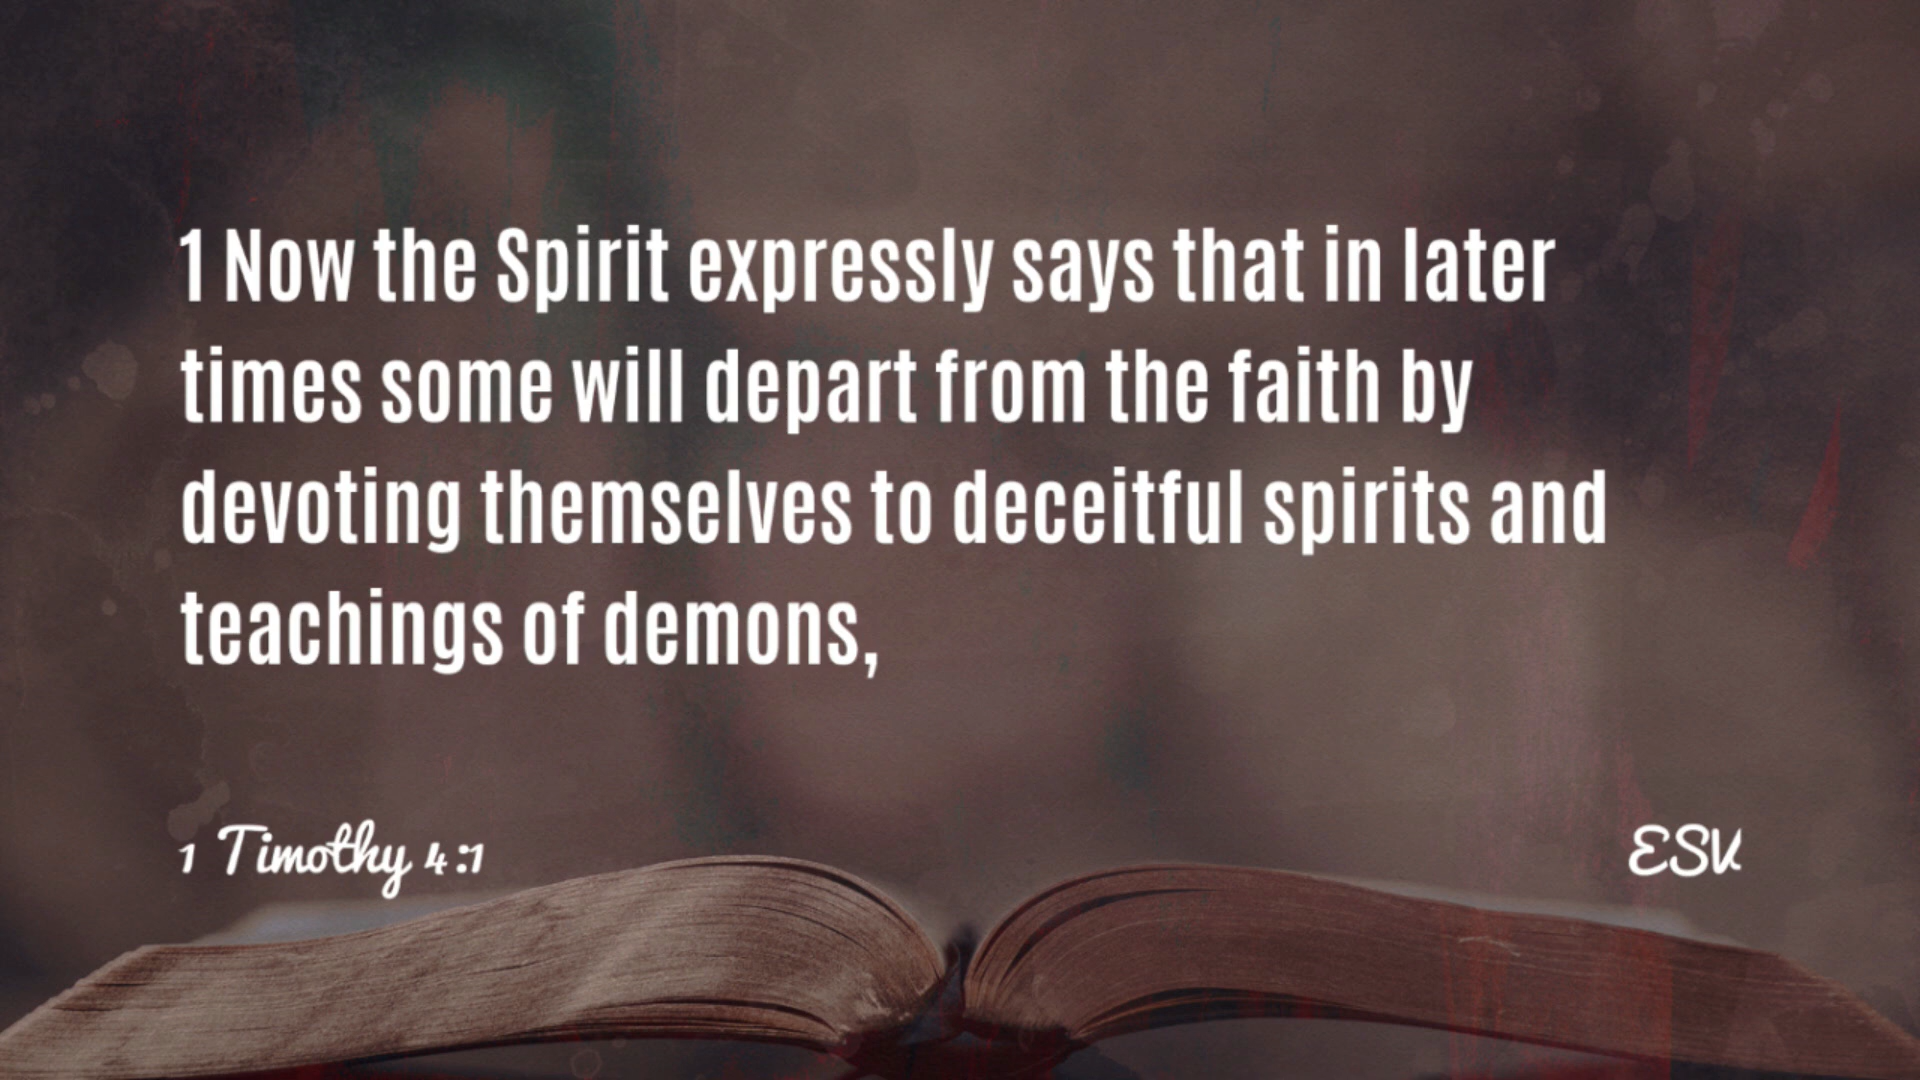 1 Now the Spirit expressly says that in later
times some will depart from the faith by
devoting themselves to deceitful spirits and
teachings of demons,
1 Timothy 4:1
ESV